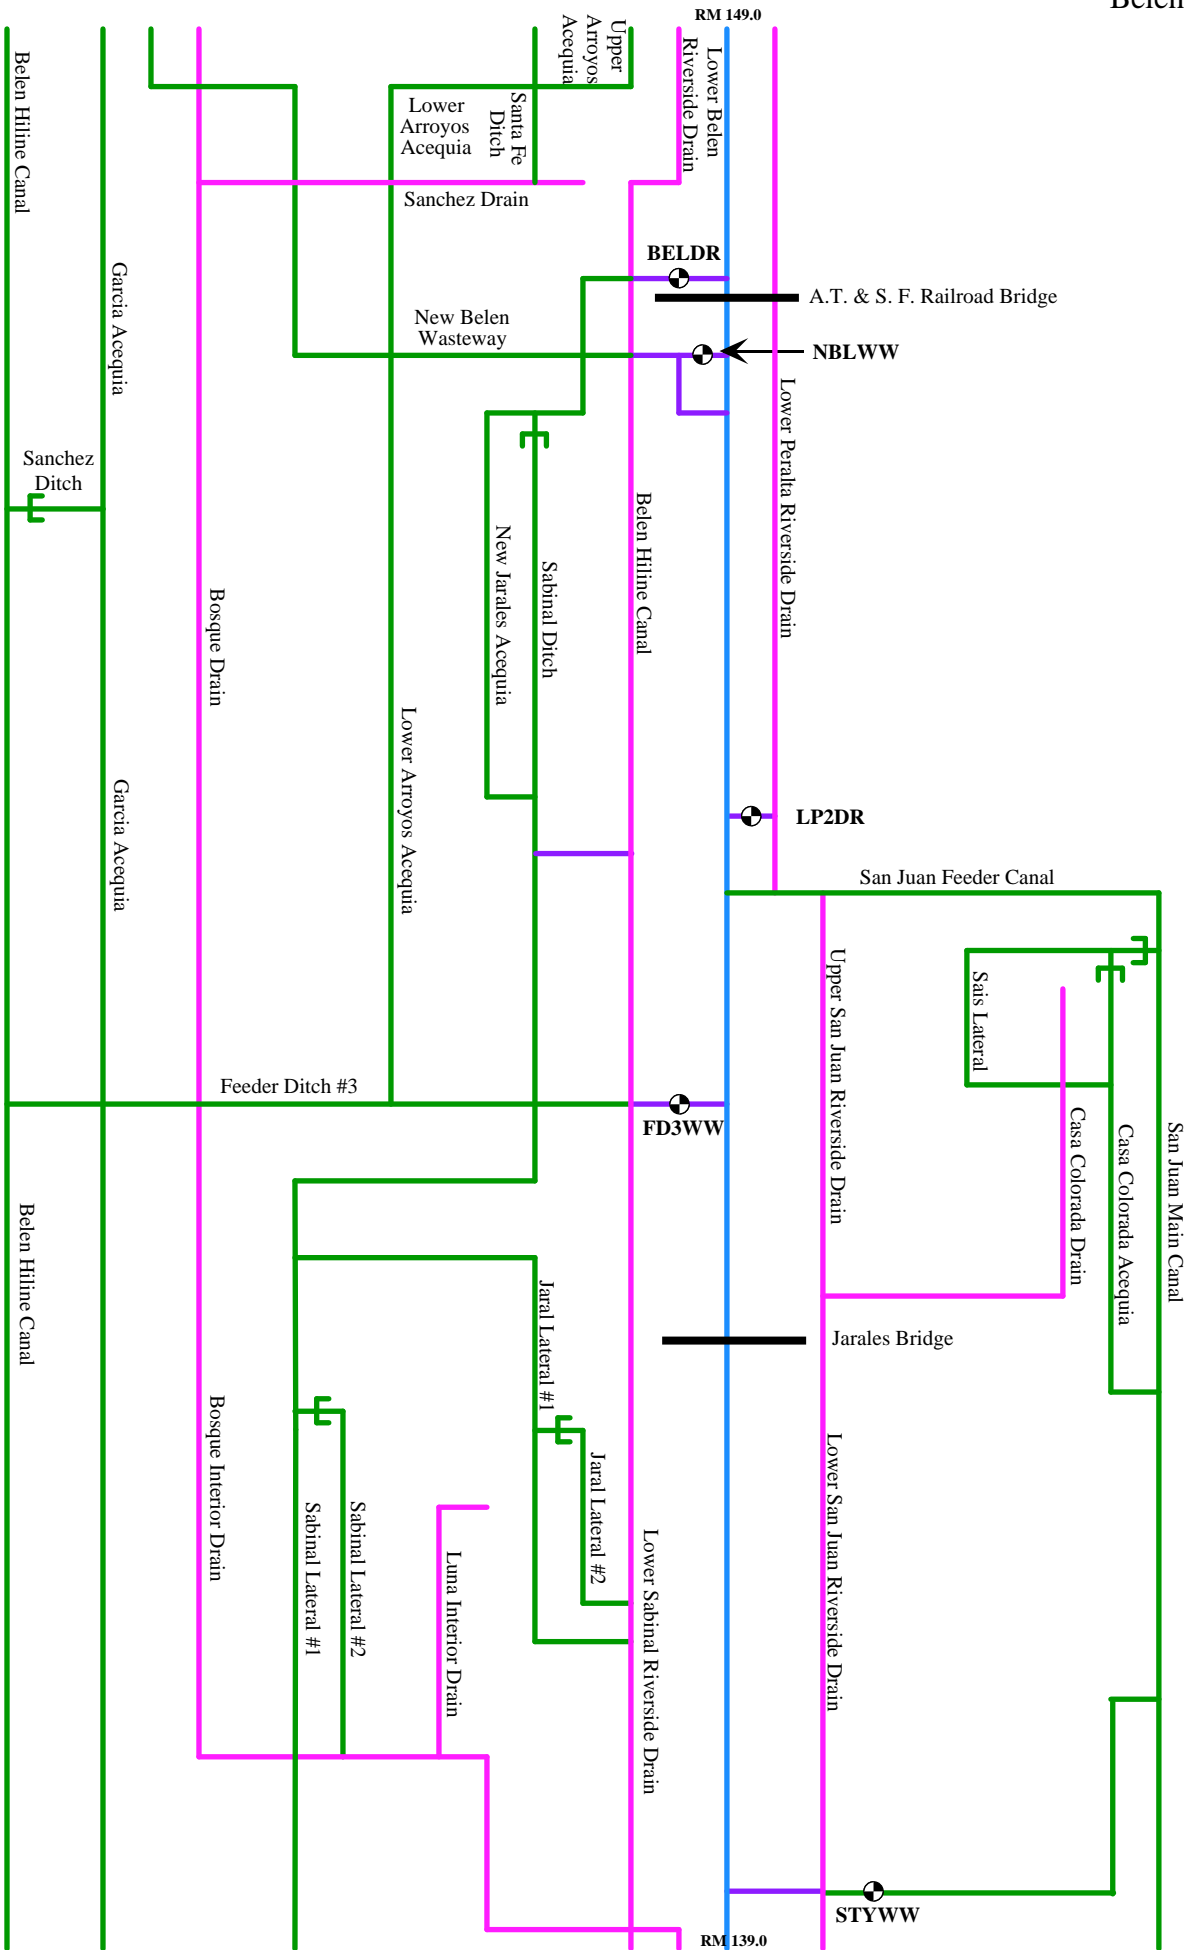 Belen
RM 149.0
Belen Hiline Canal
Upper
Arroyos
Acequia
Lower Belen
Riverside Drain
Lower
Arroyos
Acequia
Santa Fe
Ditch
Sanchez Drain
BELDR
A.T. & S. F. Railroad Bridge
Garcia Acequia
New Belen
Wasteway
NBLWW
Lower Peralta Riverside Drain
Sanchez
Ditch
Belen Hiline Canal
New Jarales Acequia
Sabinal Ditch
Bosque Drain
Lower Arroyos Acequia
Garcia Acequia
LP2DR
San Juan Feeder Canal
Upper San Juan Riverside Drain
Sais Lateral
Feeder Ditch #3
FD3WW
Casa Colorada Drain
Casa Colorada Acequia
San Juan Main Canal
Belen Hiline Canal
Jaral Lateral #1
Jarales Bridge
Bosque Interior Drain
Jaral Lateral #2
Lower San Juan Riverside Drain
Sabinal Lateral #1
Sabinal Lateral #2
Luna Interior Drain
Lower Sabinal Riverside Drain
STYWW
RM 139.0